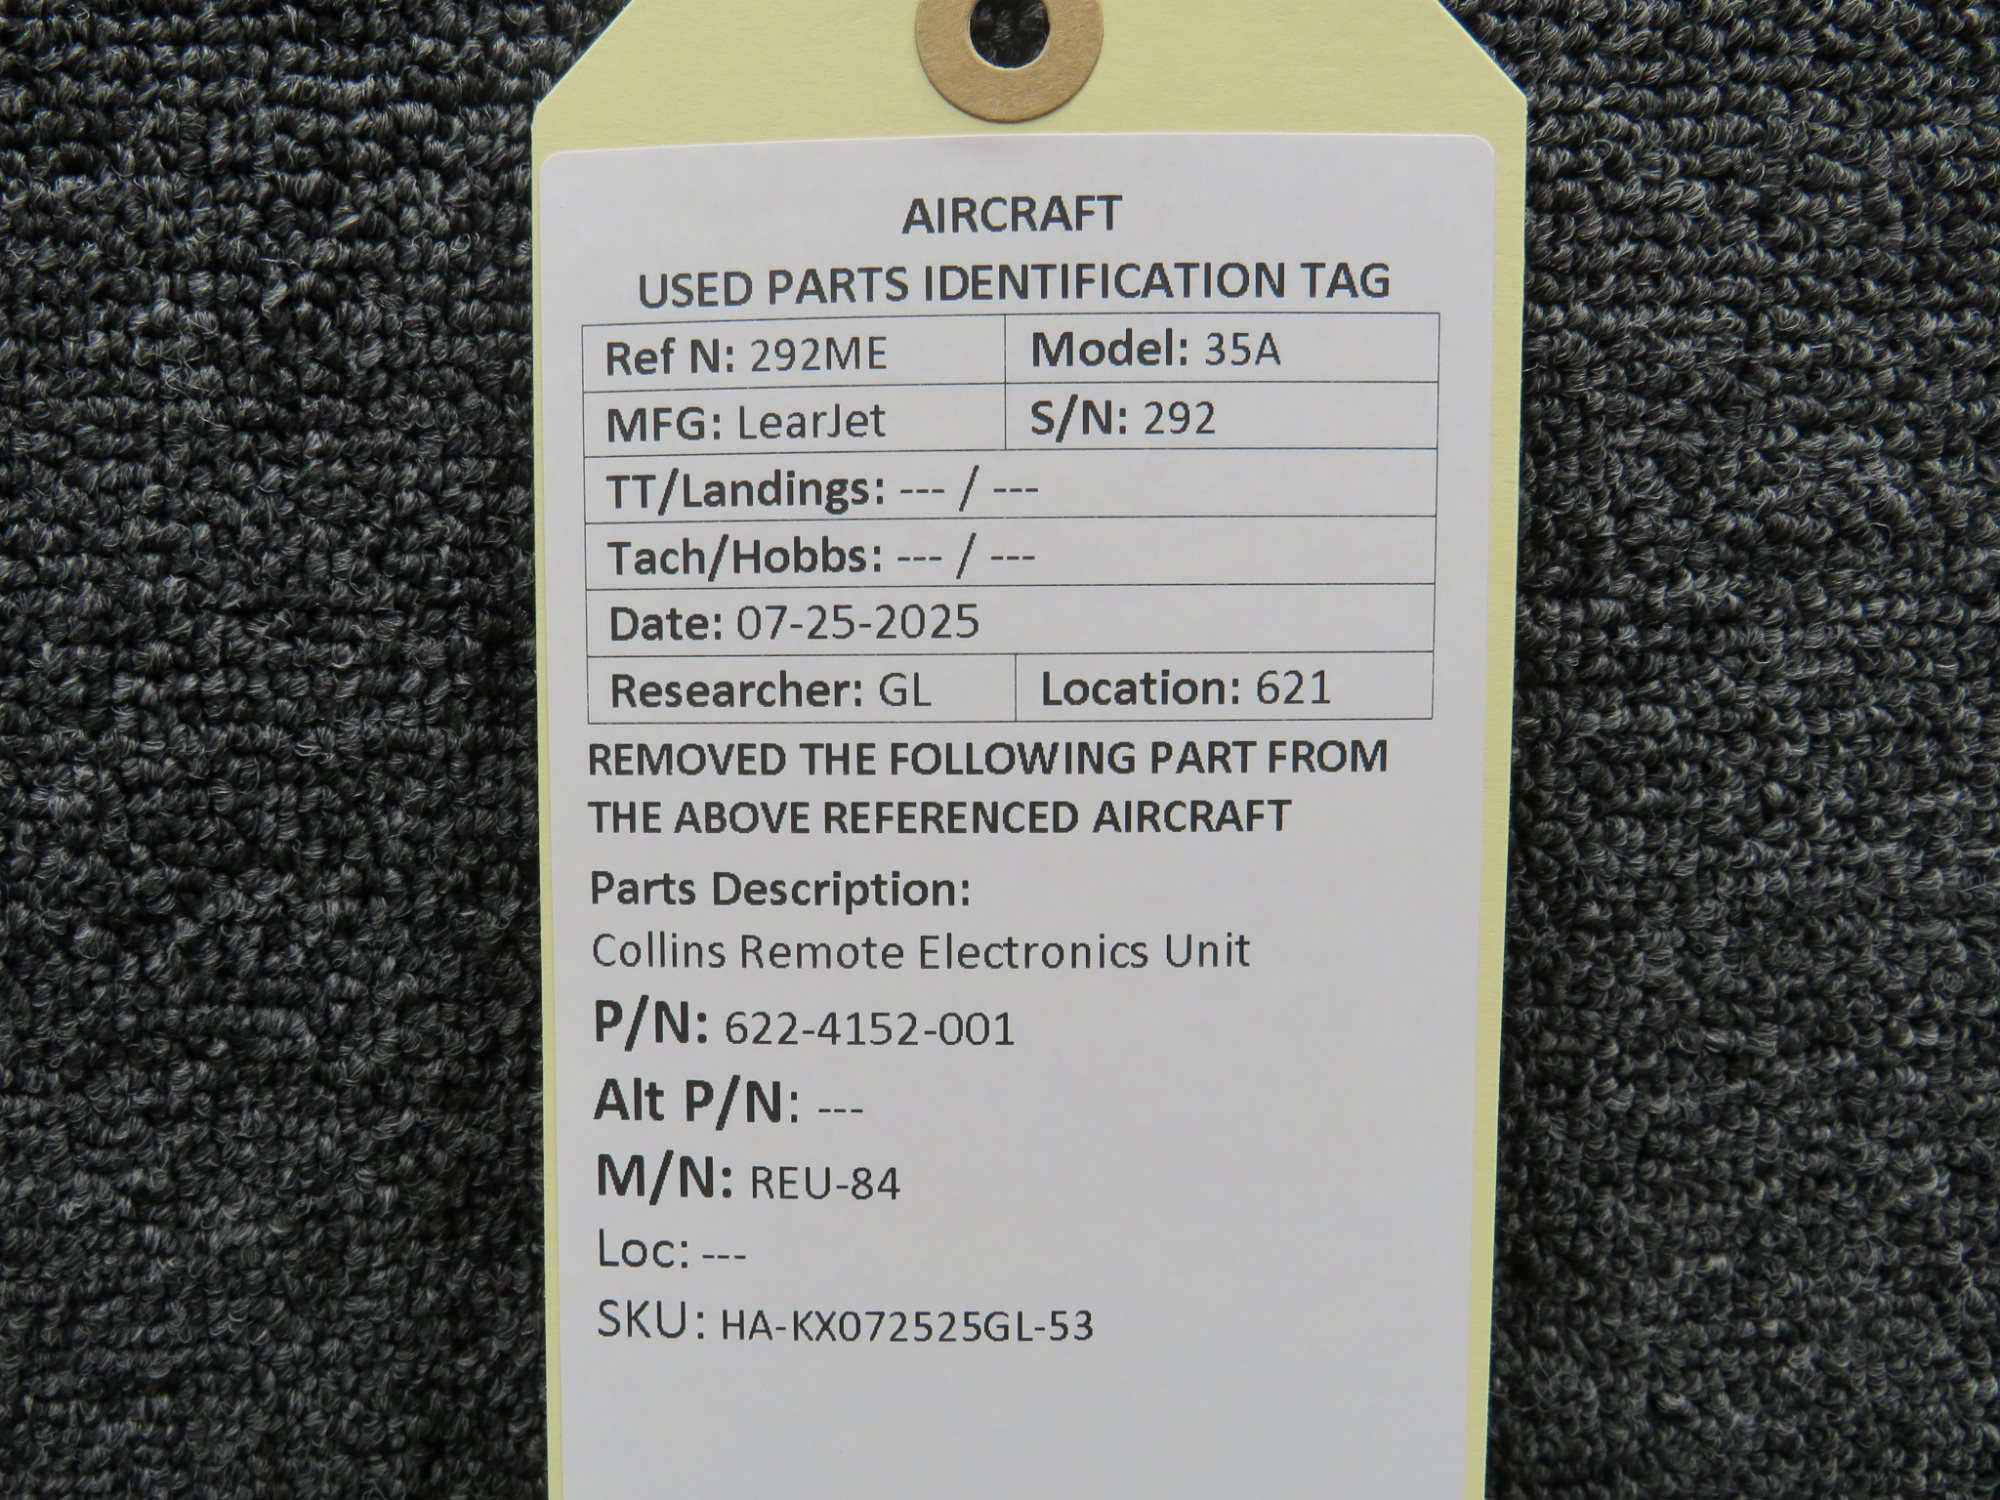 AIRCRAFT
USED PARTS IDENTIFICATION TAG
Ref N: 292ME Model: 35A
MFG: LearJet S/N: 292
TT/Landings: --- / ---
Tach/Hobbs: --- / ---
Date: 07-25-2025
Researcher: GL Location: 621
REMOVED THE FOLLOWING PART FROM
THE ABOVE REFERENCED AIRCRAFT
Parts Description:
Collins Remote Electronics Unit
P/N: 622-4152-001
Alt P/N: ---
M/N: REU-84
Loc: ---
SKU: HA-KX072525GL-53